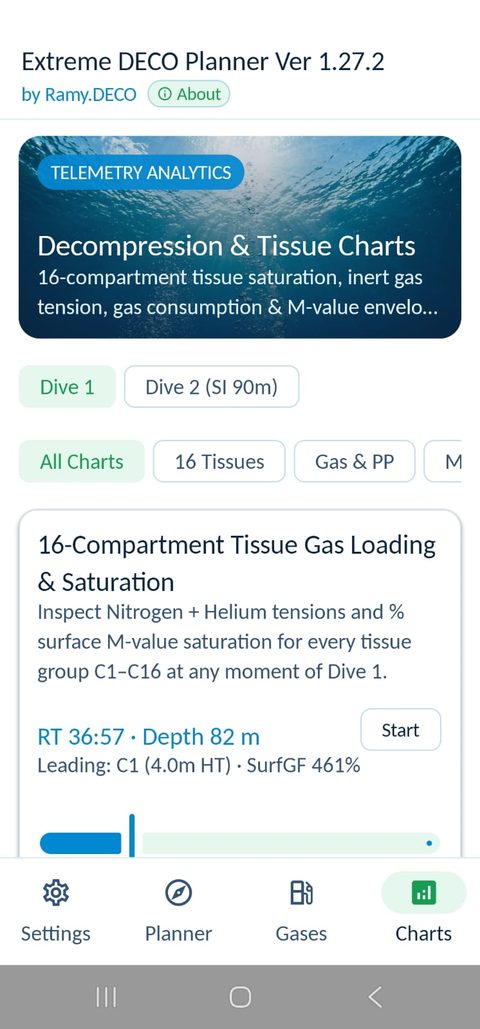 Extreme DECO Planner Ver 1.27.2
by Ramy.DECO
About
TELEMETRY ANALYTICS
Decompression & Tissue Charts
16-compartment tissue saturation, inert gas
tension, gas consumption & M-value envelo...
Dive 1
Dive 2 (SI 90m)
All Charts
16 Tissues
Gas & PP
M
16-Compartment Tissue Gas Loading
& Saturation
Inspect Nitrogen + Helium tensions and %
surface M-value saturation for every tissue
group C1–C16 at any moment of Dive 1.
RT 36:57 · Depth 82 m
Start
Leading: C1 (4.0m HT) · SurfGF 461%
Settings
Planner
Gases
Charts